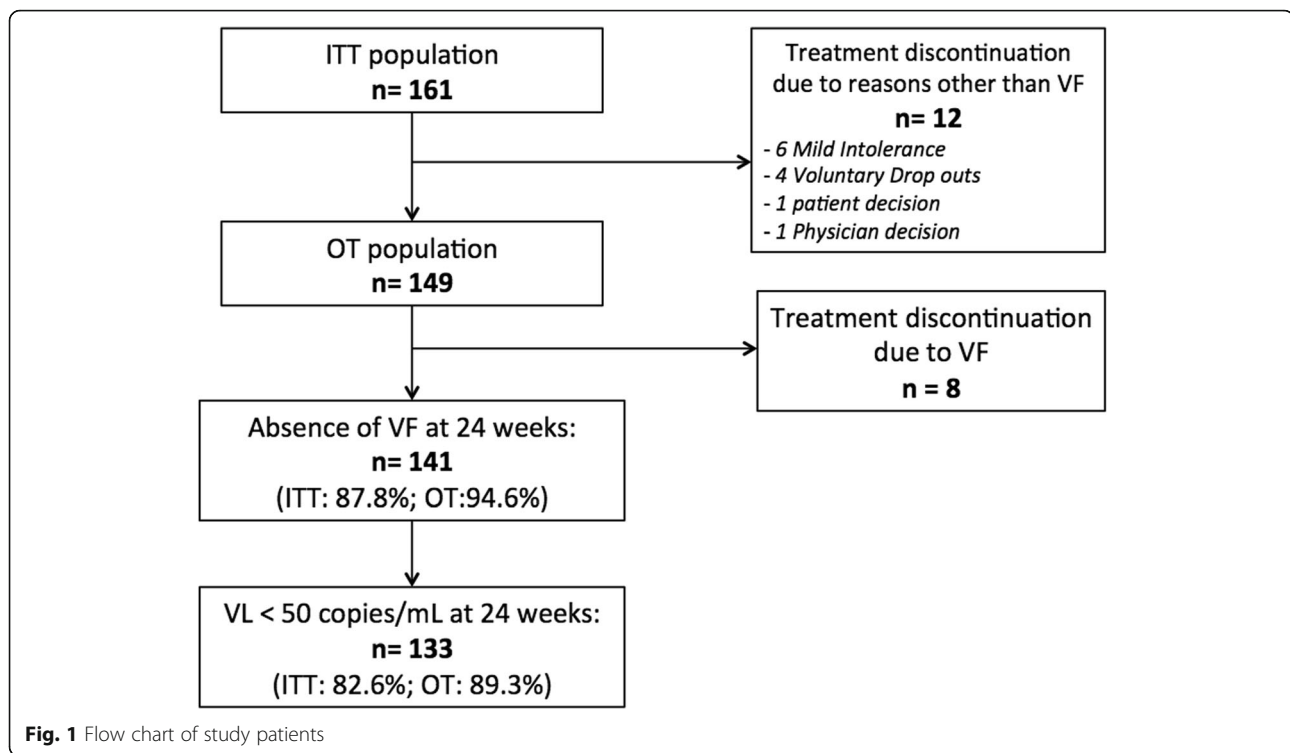 ITT population
n= 161
Treatment discontinuation
due to reasons other than VF
n= 12
- 6 Mild Intolerance
- 4 Voluntary Drop outs
- 1 patient decision
- 1 Physician decision
OT population
n= 149
Treatment discontinuation
due to VF
n = 8
Absence of VF at 24 weeks:
n= 141
(ITT: 87.8%; OT:94.6%)
VL < 50 copies/mL at 24 weeks:
n= 133
(ITT: 82.6%; OT: 89.3%)
Fig. 1 Flow chart of study patients